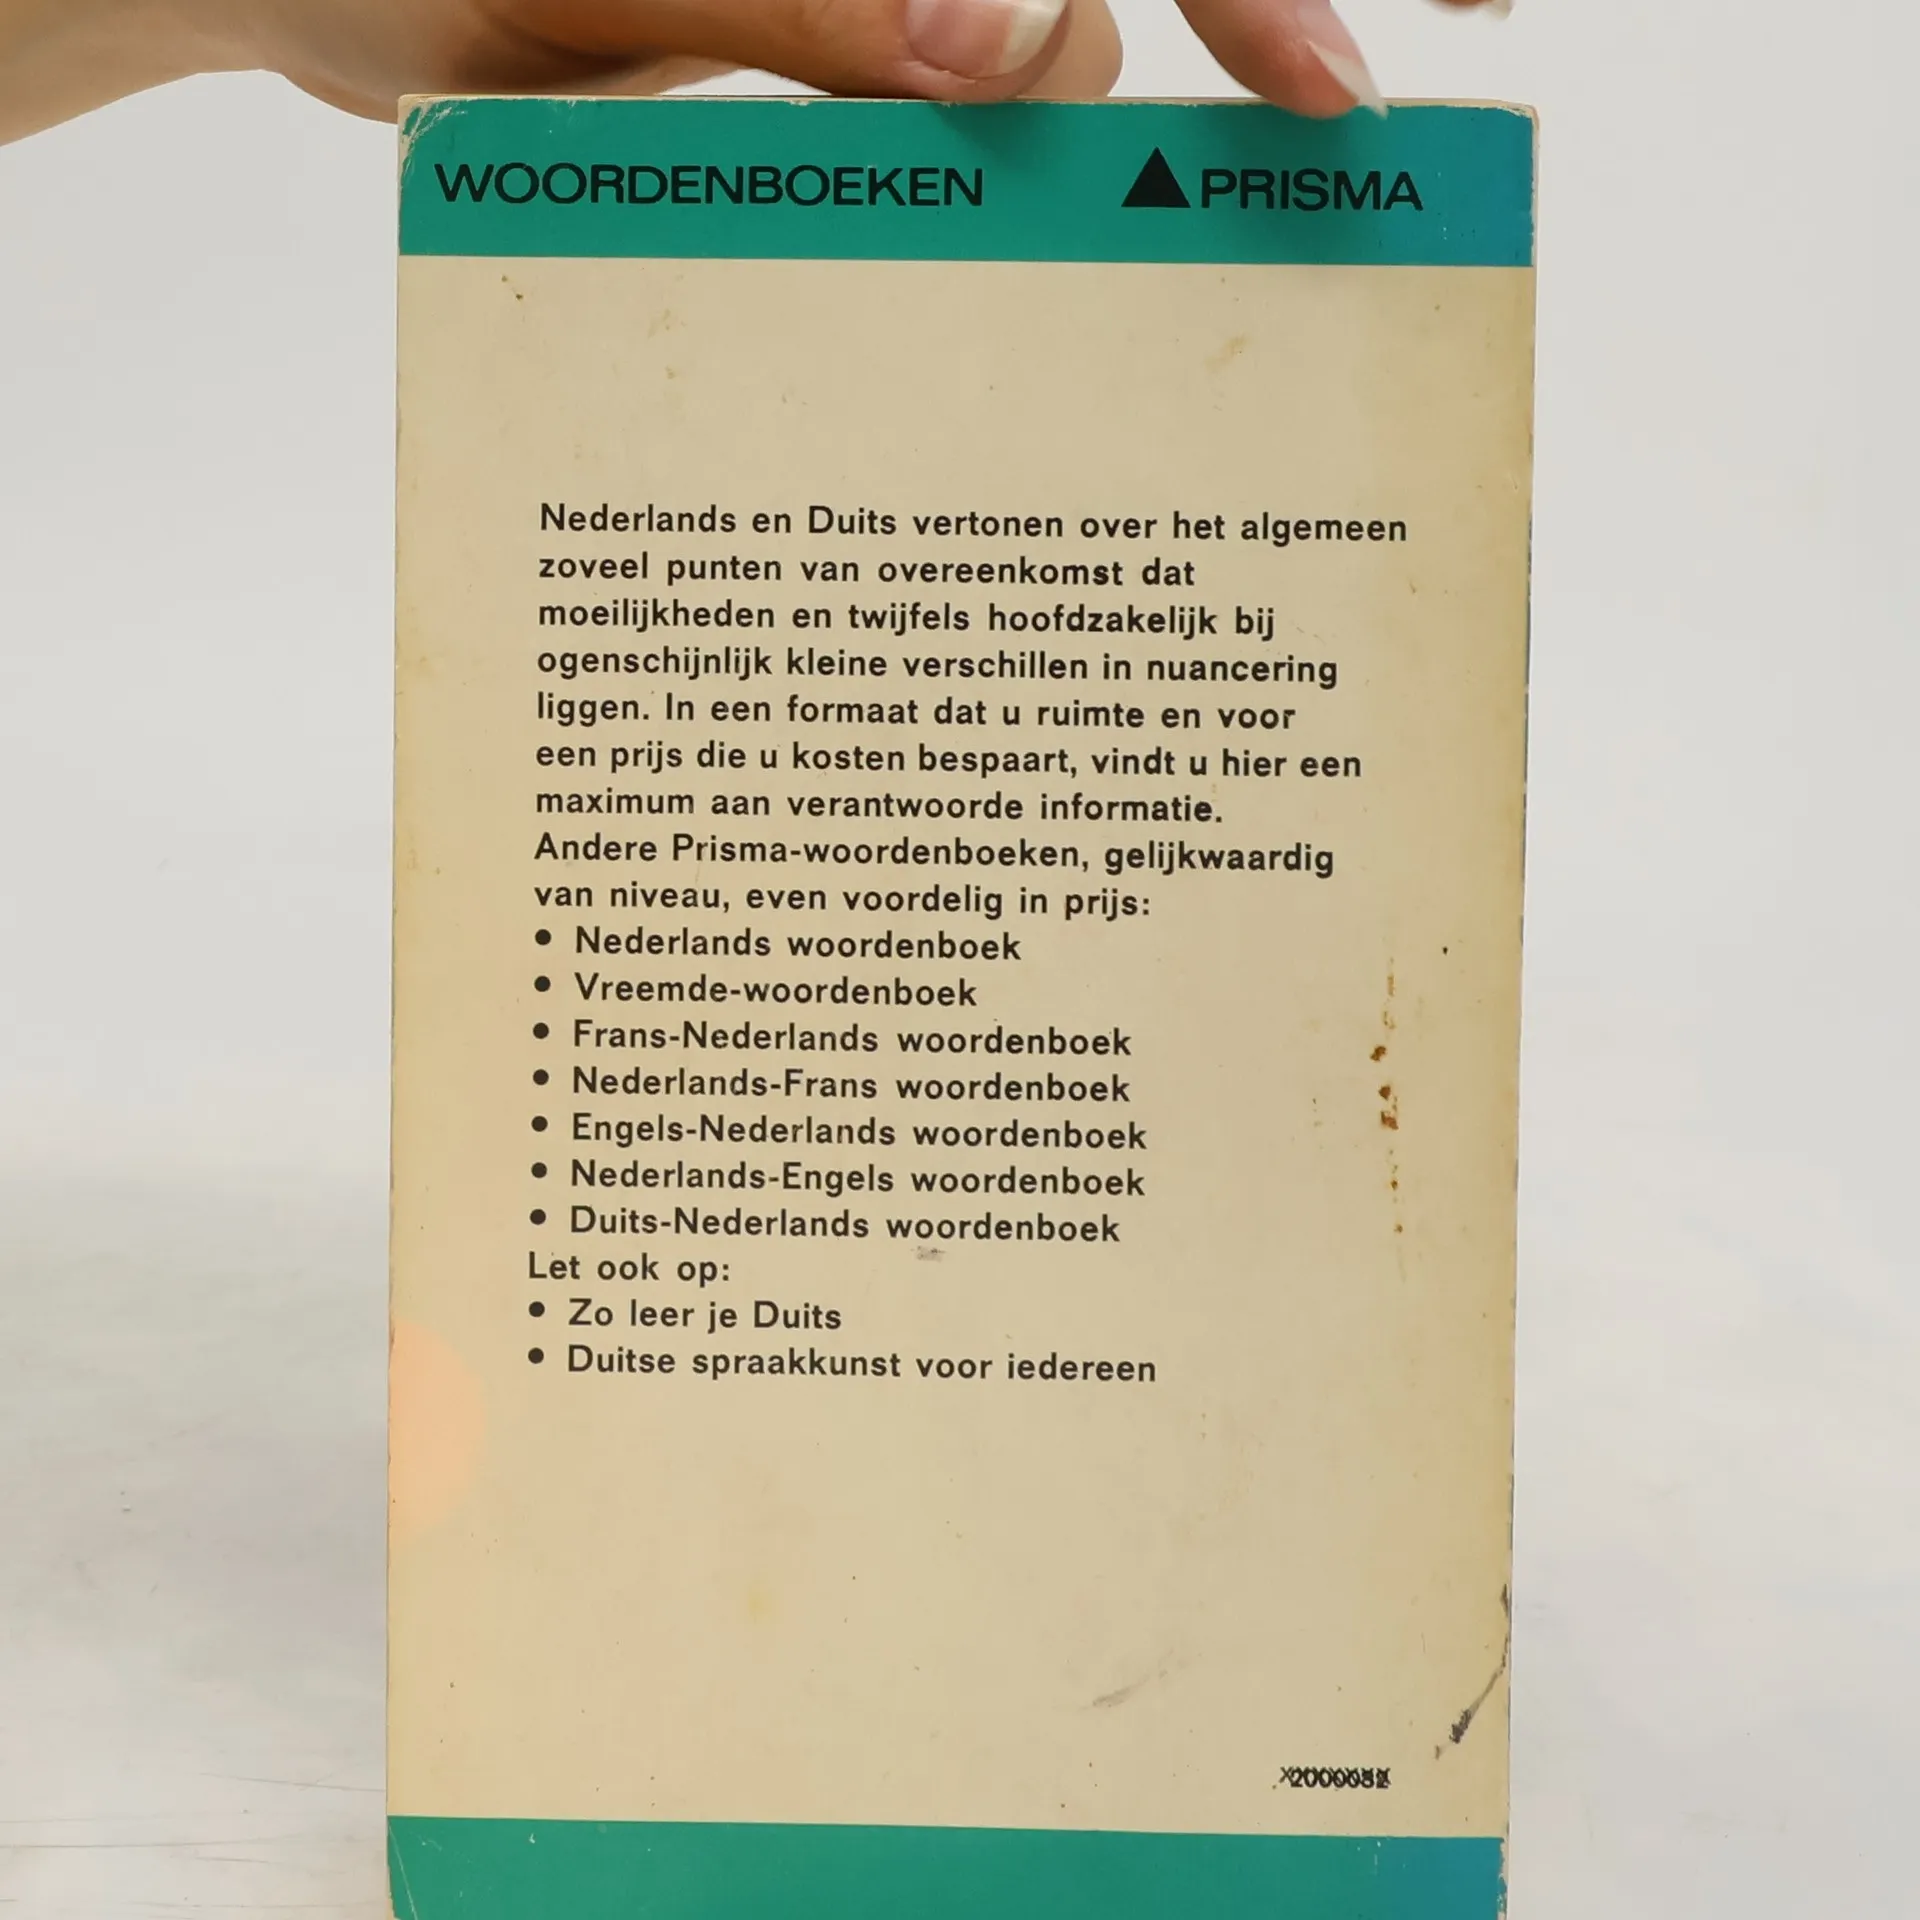 WOORDENBOEKEN PRISMA
Nederlands en Duits vertonen over het algemeen
zoveel punten van overeenkomst dat
moeilijkheden en twijfels hoofdzakelijk bij
ogenschijnlijk kleine verschillen in nuancering
liggen. In een formaat dat u ruimte en voor
een prijs die u kosten bespaart, vindt u hier een
maximum aan verantwoorde informatie.
Andere Prisma-woordenboeken, gelijkwaardig
van niveau, even voordelig in prijs:
• Nederlands woordenboek
• Vreemde-woordenboek
• Frans-Nederlands woordenboek
• Nederlands-Frans woordenboek
• Engels-Nederlands woordenboek
• Nederlands-Engels woordenboek
• Duits-Nederlands woordenboek
Let ook op:
• Zo leer je Duits
• Duitse spraakkunst voor iedereen